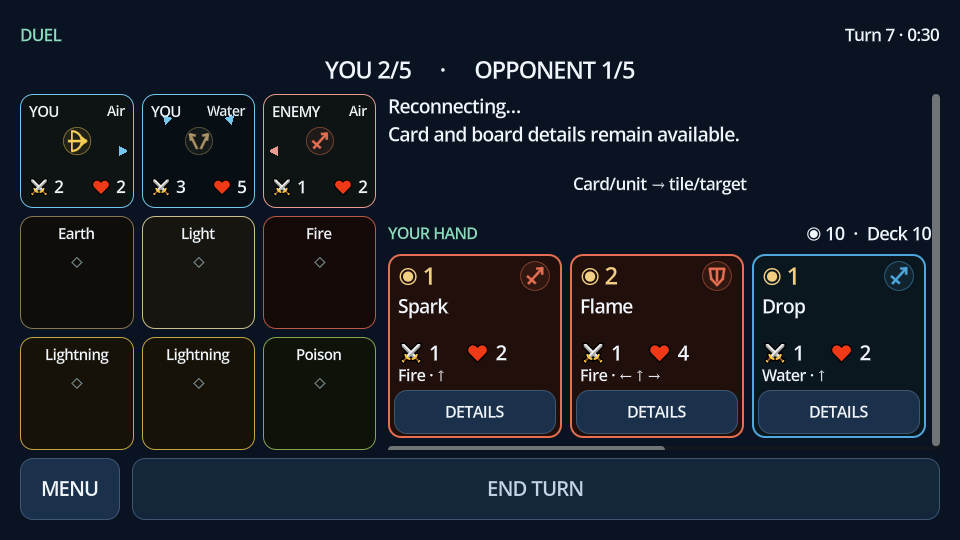 DUEL
Turn 7 · 0:30
YOU 2/5 · OPPONENT 1/5
YOU Air
2 2
YOU Water
3 5
ENEMY Air
1 2
Earth
Light
Fire
Lightning
Lightning
Poison
Reconnecting...
Card and board details remain available.
Card/unit → tile/target
YOUR HAND
◉ 10 · Deck 10
◉ 1
Spark
1 2
Fire · ↑
DETAILS
◉ 2
Flame
1 4
Fire · ← ↑ →
DETAILS
◉ 1
Drop
1 2
Water · ↑
DETAILS
MENU
END TURN